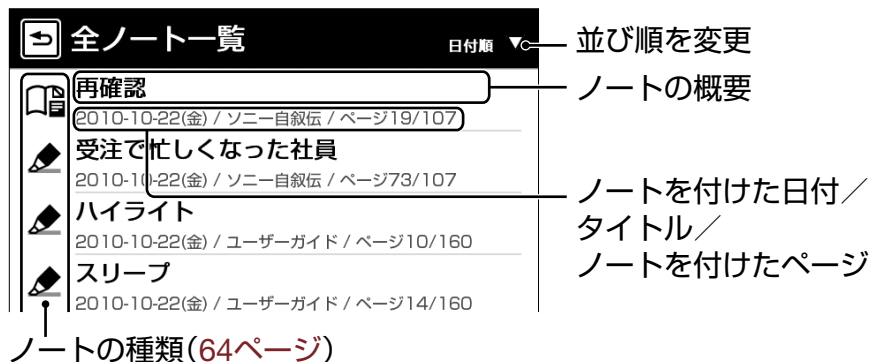 全ノート一覧
日付順 ▼
並び順を変更
再確認
ノートの概要
2010-10-22(金) / ソニー自叙伝 / ページ19/107
受注で忙しくなった社員
2010-10-22(金) / ソニー自叙伝 / ページ73/107
ノートを付けた日付／
タイトル／
ノートを付けたページ
ハイライト
2010-10-22(金) / ユーザーガイド / ページ10/160
スリープ
2010-10-22(金) / ユーザーガイド / ページ14/160
ノートの種類(64ページ)